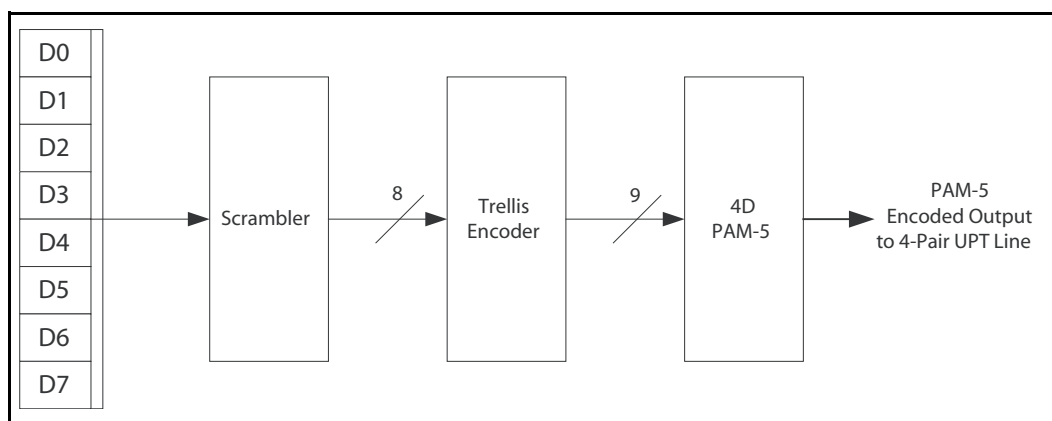 D0
D1
D2
D3
D4
D5
D6
D7
Scrambler
8
Trellis
Encoder
9
4D
PAM-5
PAM-5
Encoded Output
to 4-Pair UPT Line